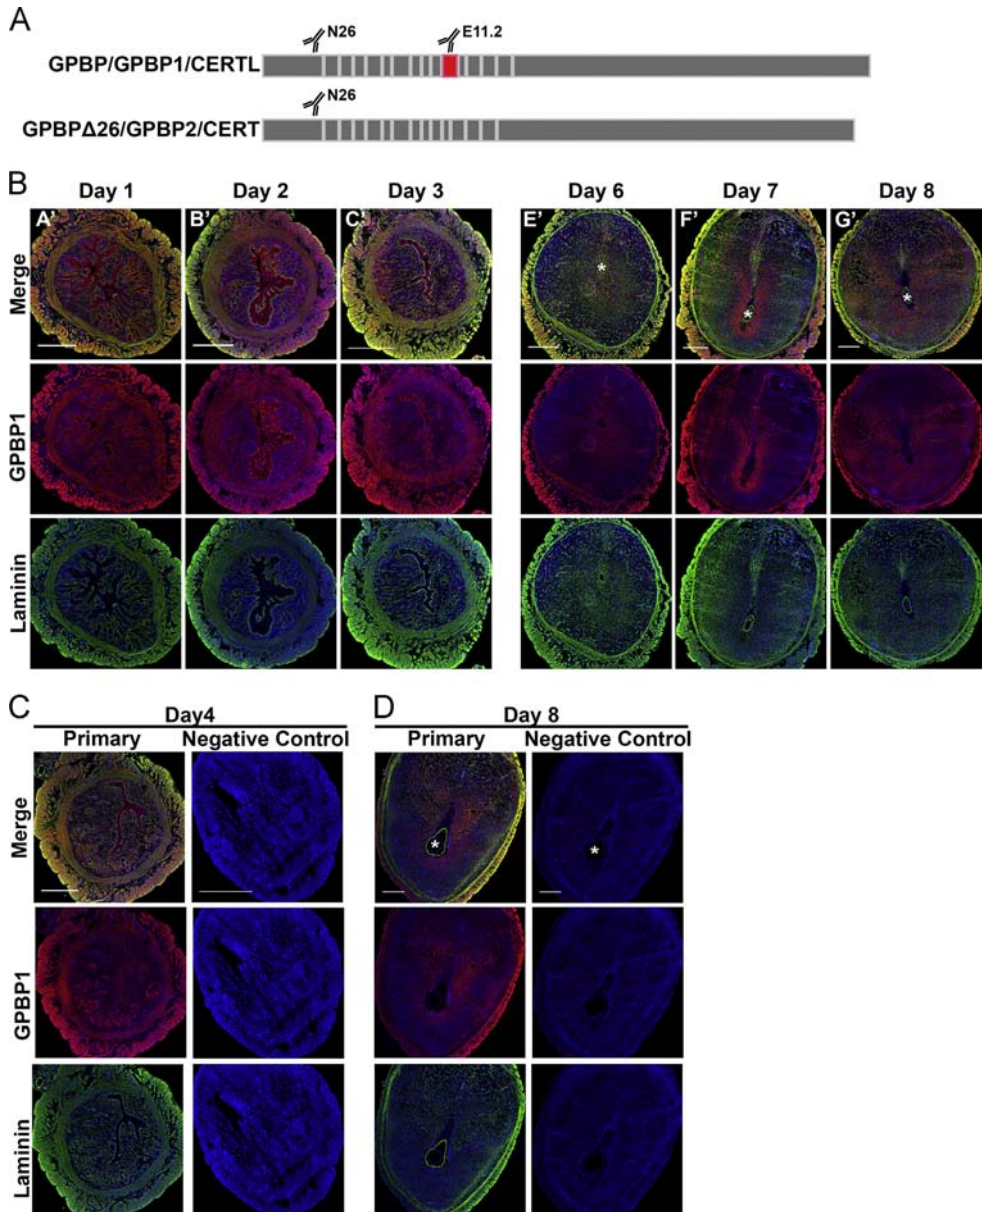 A
N26
E11.2
GPBP/GPBP1/CERTL
N26
GPBPΔ26/GPBP2/CERT
B
Day 1
Day 2
Day 3
Day 6
Day 7
Day 8
Merge
A'
B'
C'
E'
F'
G'
*
*
*
GPBP1
Laminin
C
Day4
Primary
Negative Control
D
Day 8
Primary
Negative Control
Merge
*
*
GPBP1
Laminin